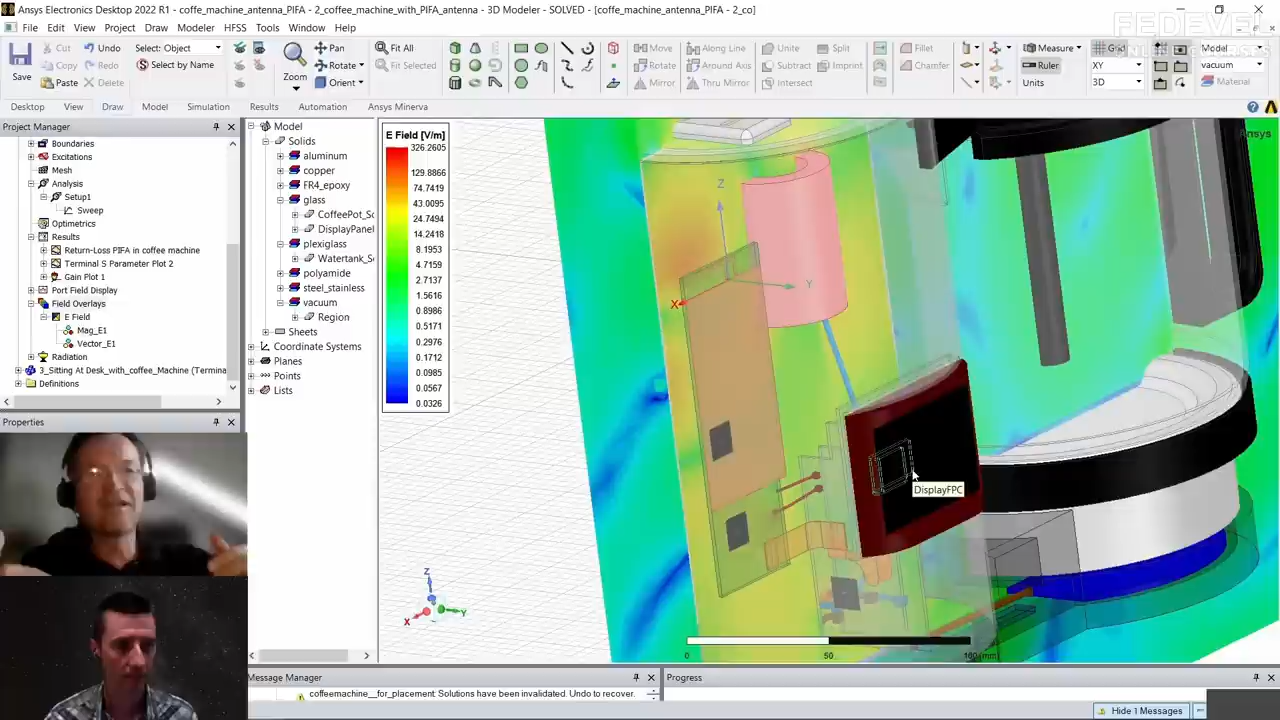 Ansys Electronics Desktop 2022 R1 - coffe_machine_antenna_PIFA - 2_coffee_machine_with_PIFA_antenna - 3D Modeler - SOLVED - [coffe_machine_antenna_PIFA - 2_co]
FEDEVEL
ONLINE COURSES
File Edit View Project Draw Modeler HFSS Tools Window Help
Save
Cut
Copy
Paste
Undo
Redo
Delete
Select: Object
Select by Name
Zoom
Pan
Rotate
Orient
Fit All
Fit Selected
Move
Rotate
Mirror
Along Line
Around Axis
Thru Mirror
Unite
Subtract
Intersect
Split
Imprint
Fillet
Chamfer
Measure
Ruler
Units
Grid
XY
3D
Model
vacuum
Material
Desktop View Draw Model Simulation Results Automation Ansys Minerva
Project Manager
Boundaries
Excitations
Mesh
Analysis
Setup1
Sweep
Optimetrics
Results
Return-Loss PIFA in coffee machine
Terminal S Parameter Plot 2
Gain Plot 1
Port Field Display
Field Overlays
E Field
Mag_E1
Vector_E1
Radiation
3_Sitting At Desk_with_coffee_Machine (Termina
Definitions
Properties
Model
Solids
aluminum
copper
FR4_epoxy
glass
CoffeePot_Sc
DisplayPanel
plexiglass
Watertank_S
polyamide
steel_stainless
vacuum
Region
Sheets
Coordinate Systems
Planes
Points
Lists
E Field [V/m]
326.2605
129.8866
74.7419
43.0095
24.7494
14.2418
8.1953
4.7159
2.7137
1.5616
0.8986
0.5171
0.2976
0.1712
0.0985
0.0567
0.0326
Ansys
Z
X
Y
DisplayFPC
Z
X
Y
0
50
100 (mm)
Message Manager
coffeemachine__for_placement: Solutions have been invalidated. Undo to recover.
Progress
Hide 1 Messages